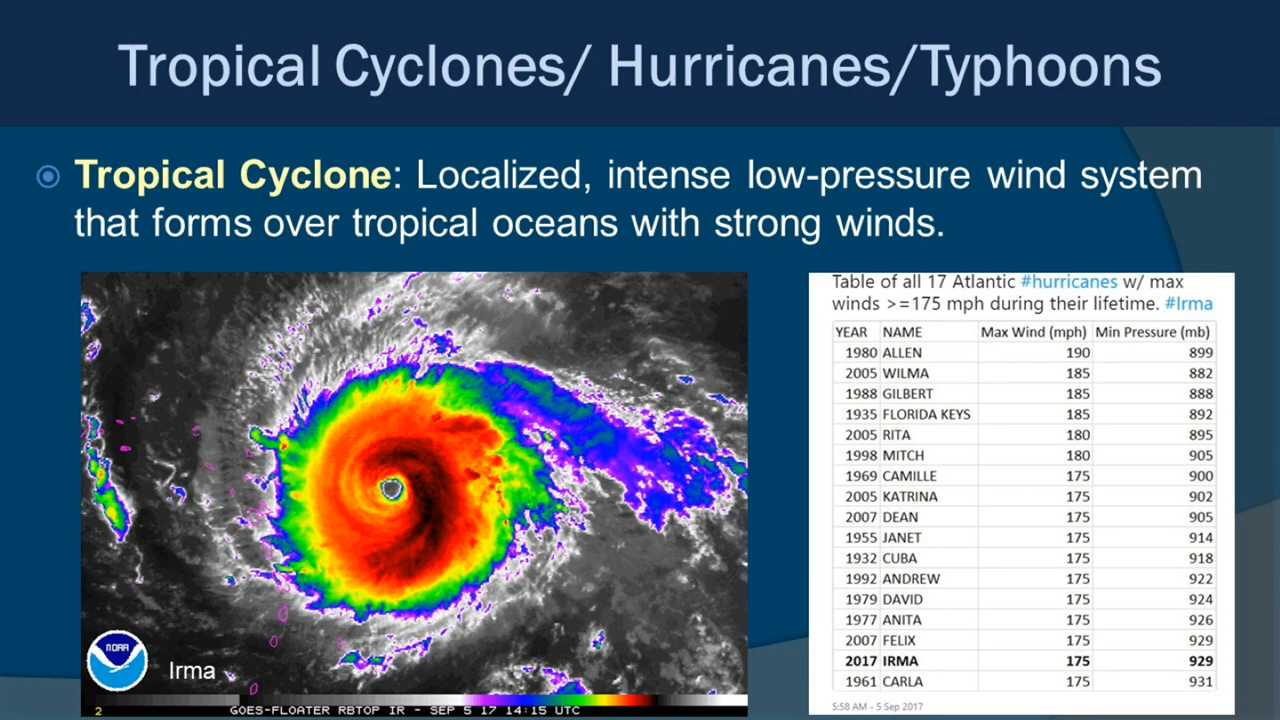 Tropical Cyclones/ Hurricanes/Typhoons
Tropical Cyclone: Localized, intense low-pressure wind system
that forms over tropical oceans with strong winds.
NOAA
Irma
2 GOES-FLOATER RBTOP IR - SEP 5 17 14:15 UTC
Table of all 17 Atlantic #hurricanes w/ max
winds >=175 mph during their lifetime. #Irma
YEAR NAME Max Wind (mph) Min Pressure (mb)
1980 ALLEN 190 899
2005 WILMA 185 882
1988 GILBERT 185 888
1935 FLORIDA KEYS 185 892
2005 RITA 180 895
1998 MITCH 180 905
1969 CAMILLE 175 900
2005 KATRINA 175 902
2007 DEAN 175 905
1955 JANET 175 914
1932 CUBA 175 918
1992 ANDREW 175 922
1979 DAVID 175 924
1977 ANITA 175 926
2007 FELIX 175 929
2017 IRMA 175 929
1961 CARLA 175 931
5:58 AM - 5 Sep 2017